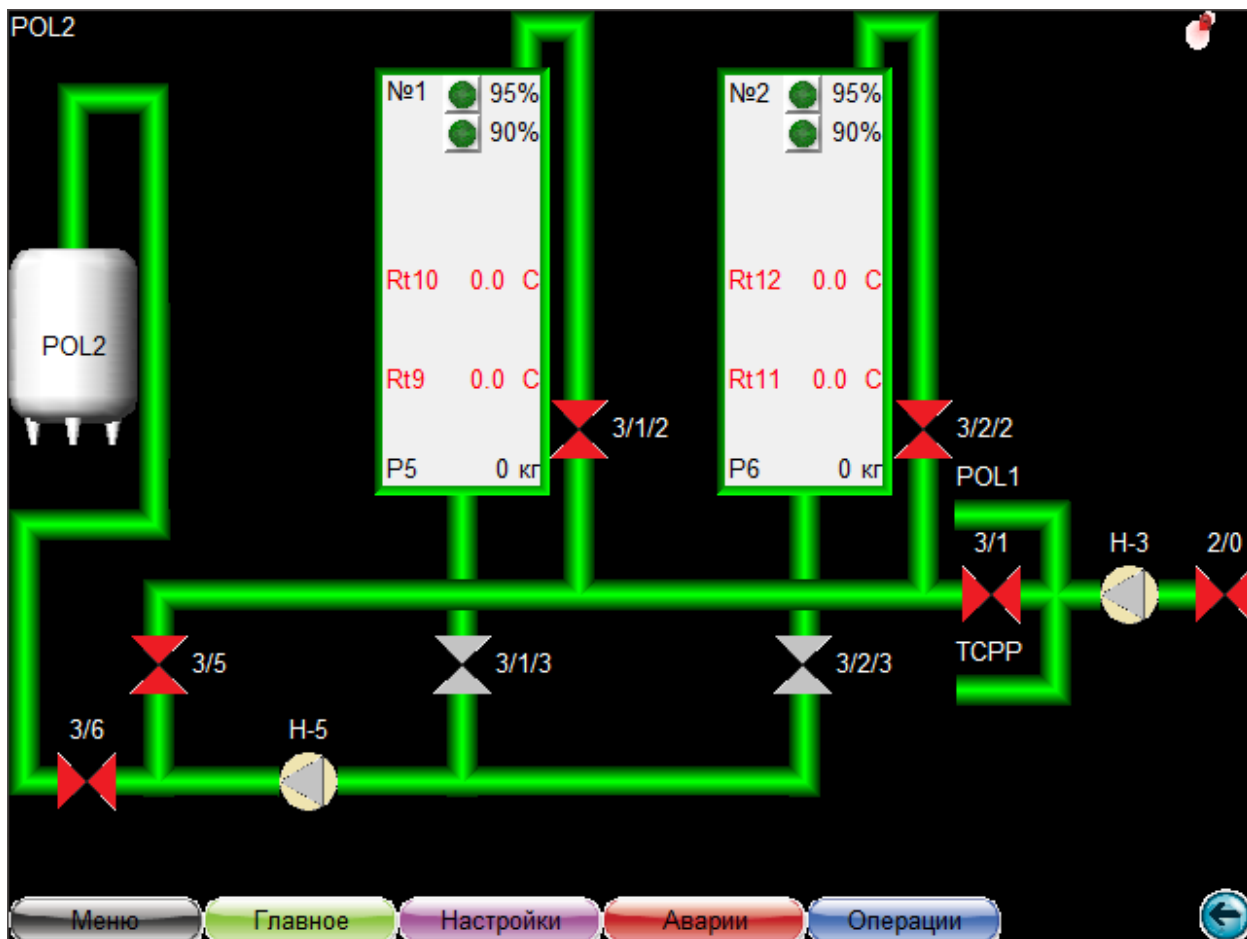 POL2
№1 95%
90%
Rt10 0.0 C
Rt9 0.0 C
P5 0 кг
№2 95%
90%
Rt12 0.0 C
Rt11 0.0 C
P6 0 кг
POL2
3/1/2
3/2/2
POL1
3/1
H-3
2/0
3/5
3/1/3
3/2/3
TCPP
3/6
H-5
Меню
Главное
Настройки
Аварии
Операции